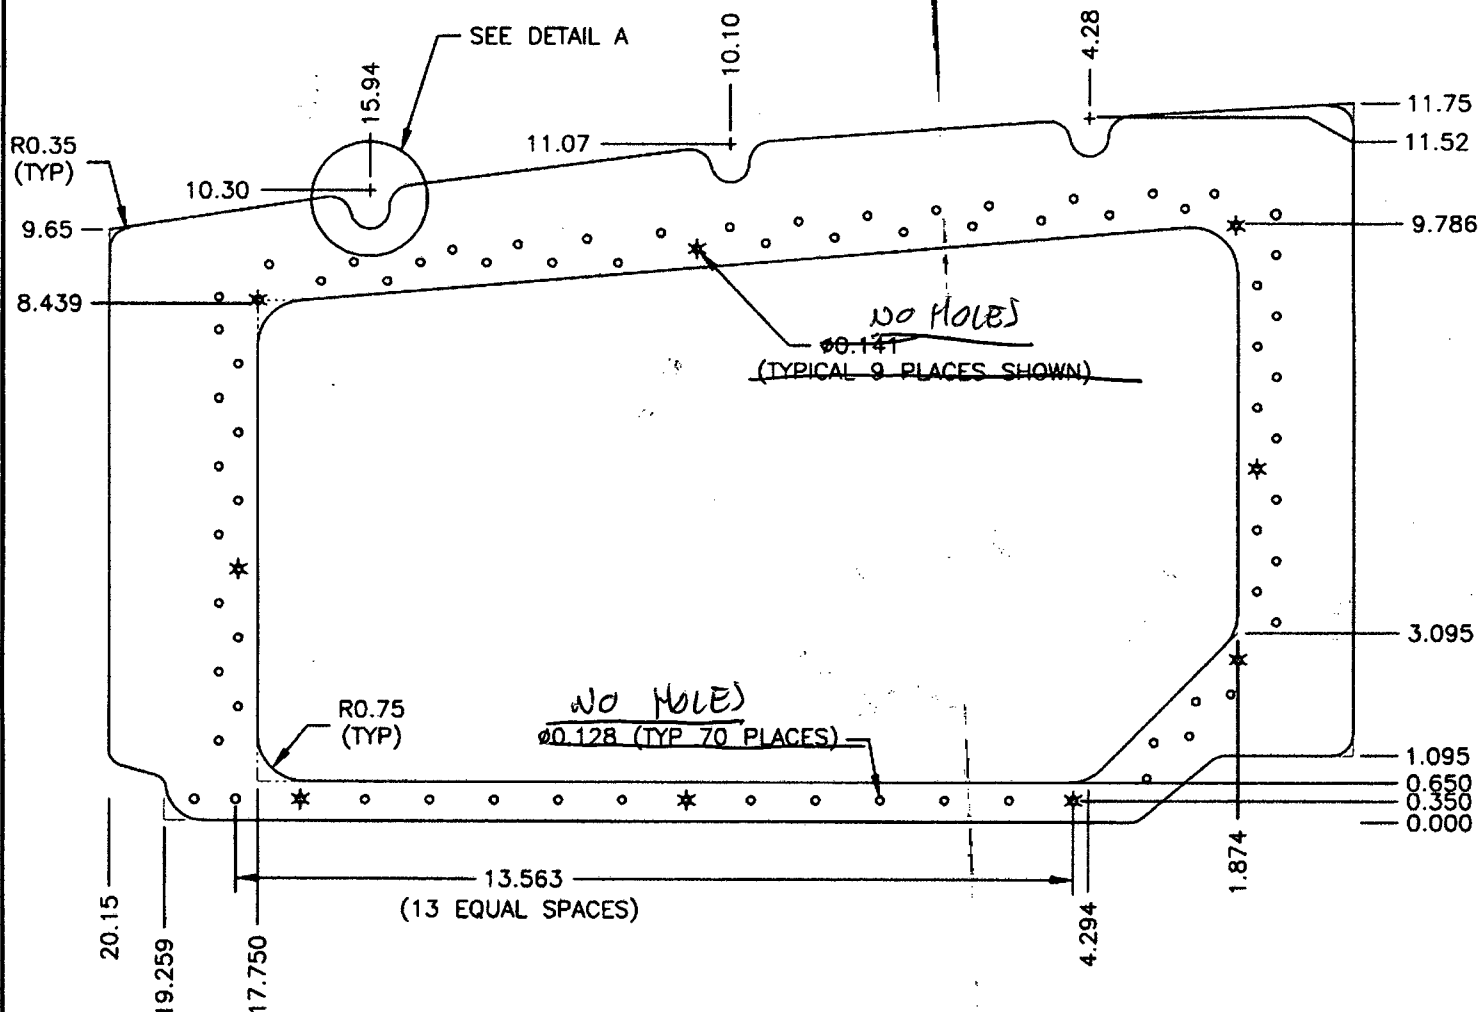 SEE DETAIL A
15.94
10.10
4.28
11.75
11.52
R0.35
(TYP)
11.07
10.30
9.65
9.786
8.439
NO HOLES
ø0.141
(TYPICAL 9 PLACES SHOWN)
3.095
NO HOLES
R0.75
(TYP)
ø0.128 (TYP 70 PLACES)
1.095
0.650
0.350
0.000
13.563
(13 EQUAL SPACES)
1.874
4.294
20.15
19.259
17.750